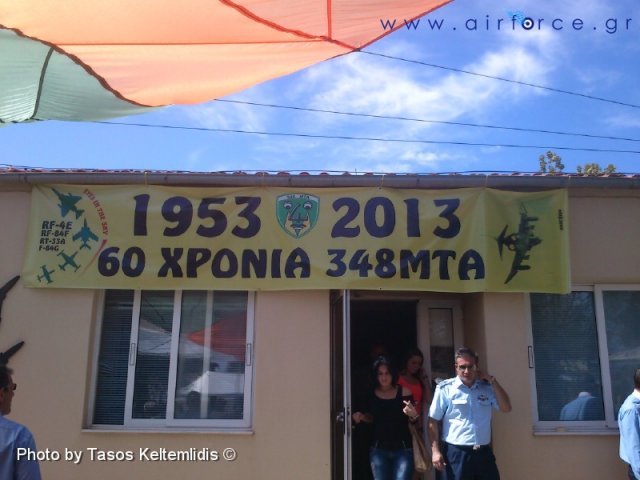 www.airforce.gr
EYES IN THE SKY
RF-4E
RF-84F
RT-33A
F-84G
1953 2013
60 ΧΡΟΝΙΑ 348ΜΤΑ
Photo by Tasos Keltemlidis ©